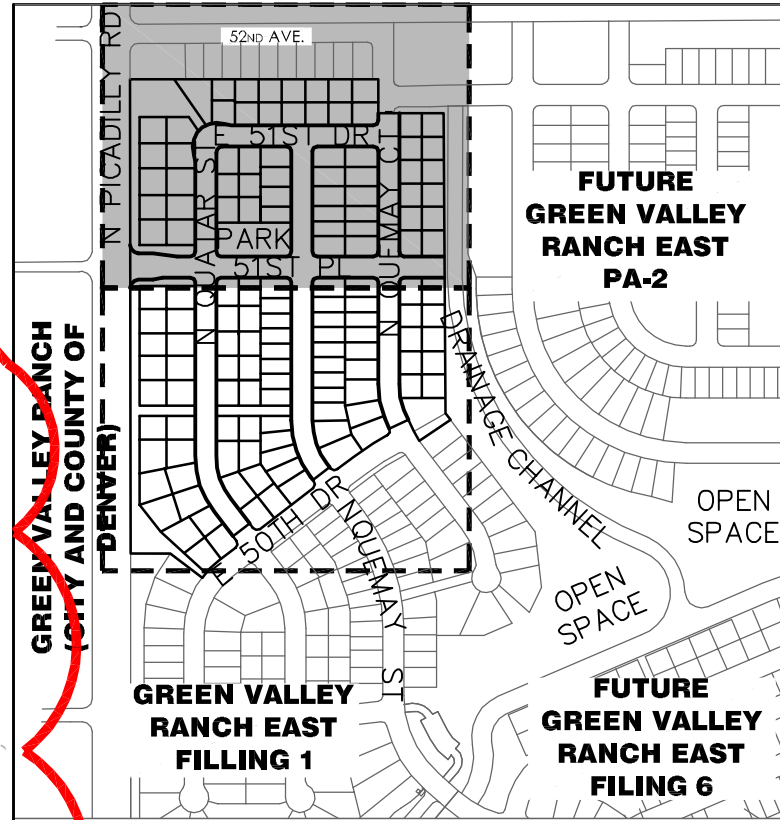 52ND AVE.
N PICADILLY RD
E 51ST DR
N QUATAR ST
PARK
51ST PL
N QUEMAY CT
FUTURE
GREEN VALLEY
RANCH EAST
PA-2
DRAINAGE CHANNEL
GREEN VALLEY RANCH
(CITY AND COUNTY OF
DENVER)
OPEN
SPACE
E 50TH DR
N QUEMAY ST
OPEN
SPACE
GREEN VALLEY
RANCH EAST
FILLING 1
FUTURE
GREEN VALLEY
RANCH EAST
FILING 6